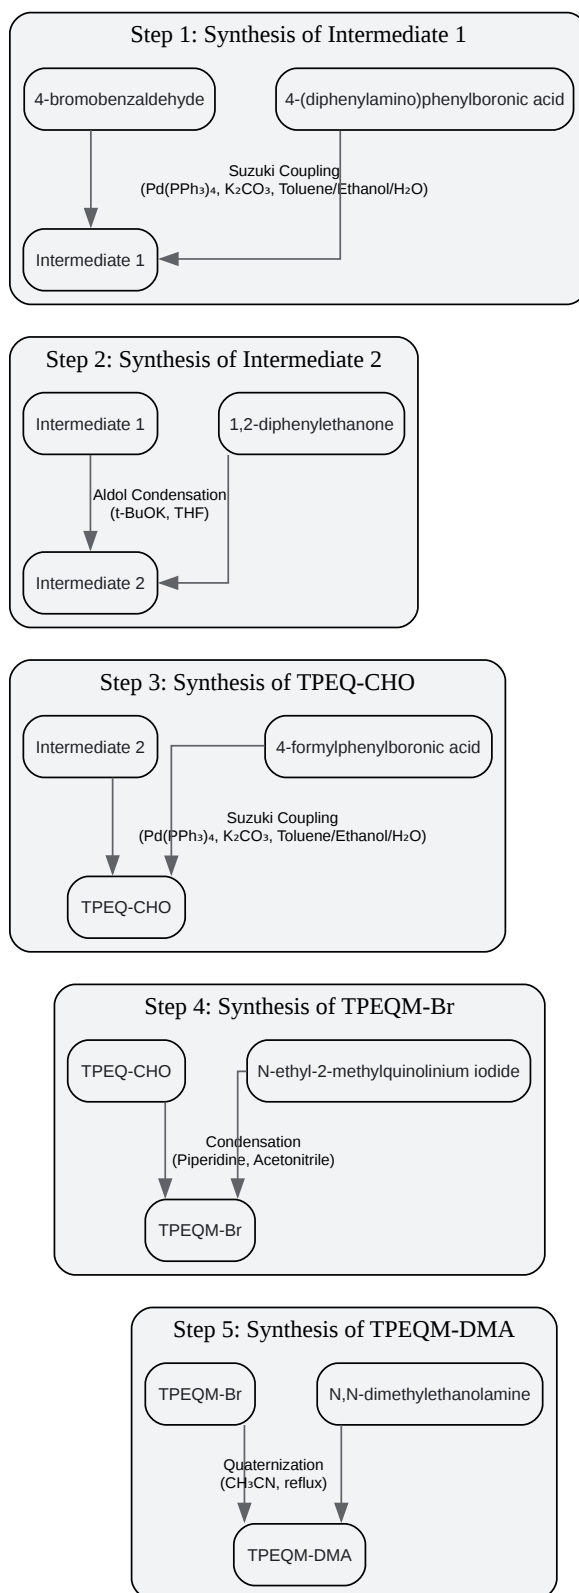 Step 1: Synthesis of Intermediate 1
4-bromobenzaldehyde
4-(diphenylamino)phenylboronic acid
Suzuki Coupling
(Pd(PPh₃)₄, K₂CO₃, Toluene/Ethanol/H₂O)
Intermediate 1
Step 2: Synthesis of Intermediate 2
Intermediate 1
1,2-diphenylethanone
Aldol Condensation
(t-BuOK, THF)
Intermediate 2
Step 3: Synthesis of TPEQ-CHO
Intermediate 2
4-formylphenylboronic acid
Suzuki Coupling
(Pd(PPh₃)₄, K₂CO₃, Toluene/Ethanol/H₂O)
TPEQ-CHO
Step 4: Synthesis of TPEQM-Br
TPEQ-CHO
N-ethyl-2-methylquinolinium iodide
Condensation
(Piperidine, Acetonitrile)
TPEQM-Br
Step 5: Synthesis of TPEQM-DMA
TPEQM-Br
N,N-dimethylethanolamine
Quaternization
(CH₃CN, reflux)
TPEQM-DMA